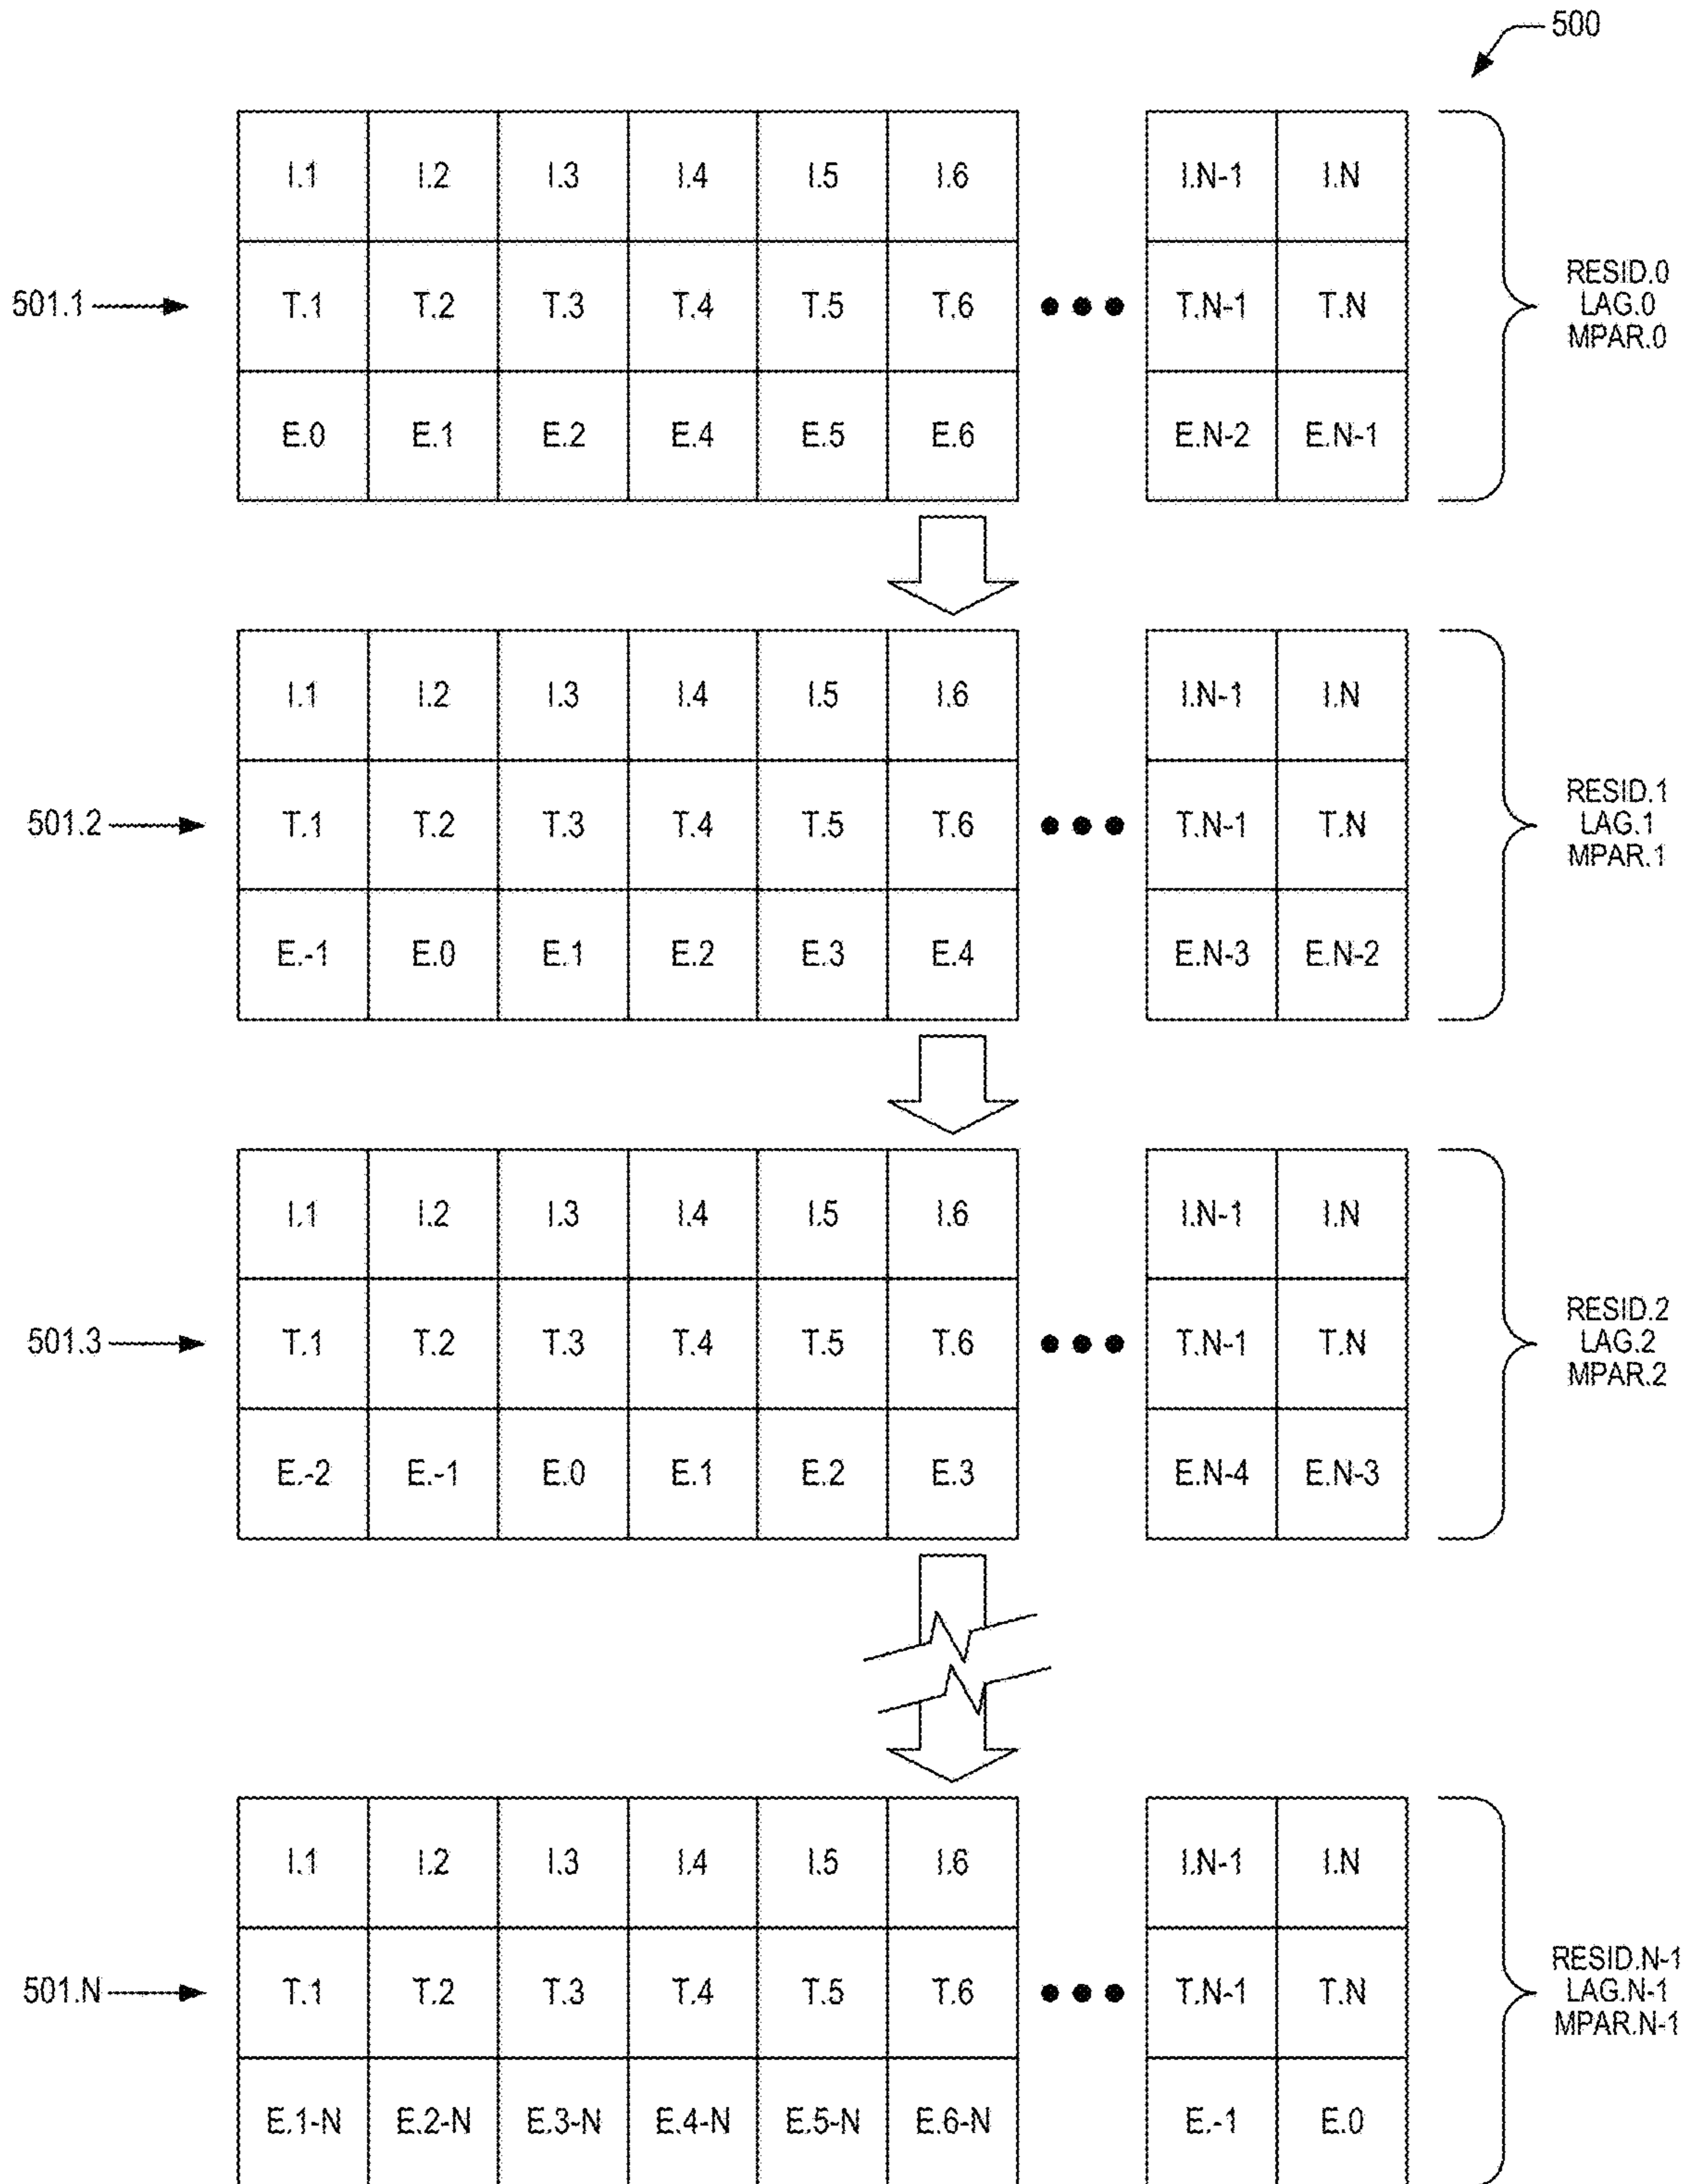 500
I.1 I.2 I.3 I.4 I.5 I.6 I.N-1 I.N
501.1 T.1 T.2 T.3 T.4 T.5 T.6 ••• T.N-1 T.N
E.0 E.1 E.2 E.4 E.5 E.6 E.N-2 E.N-1
RESID.0
LAG.0
MPAR.0
I.1 I.2 I.3 I.4 I.5 I.6 I.N-1 I.N
501.2 T.1 T.2 T.3 T.4 T.5 T.6 ••• T.N-1 T.N
E.-1 E.0 E.1 E.2 E.3 E.4 E.N-3 E.N-2
RESID.1
LAG.1
MPAR.1
I.1 I.2 I.3 I.4 I.5 I.6 I.N-1 I.N
501.3 T.1 T.2 T.3 T.4 T.5 T.6 ••• T.N-1 T.N
E.-2 E.-1 E.0 E.1 E.2 E.3 E.N-4 E.N-3
RESID.2
LAG.2
MPAR.2
I.1 I.2 I.3 I.4 I.5 I.6 I.N-1 I.N
501.N T.1 T.2 T.3 T.4 T.5 T.6 ••• T.N-1 T.N
E.1-N E.2-N E.3-N E.4-N E.5-N E.6-N E.-1 E.0
RESID.N-1
LAG.N-1
MPAR.N-1